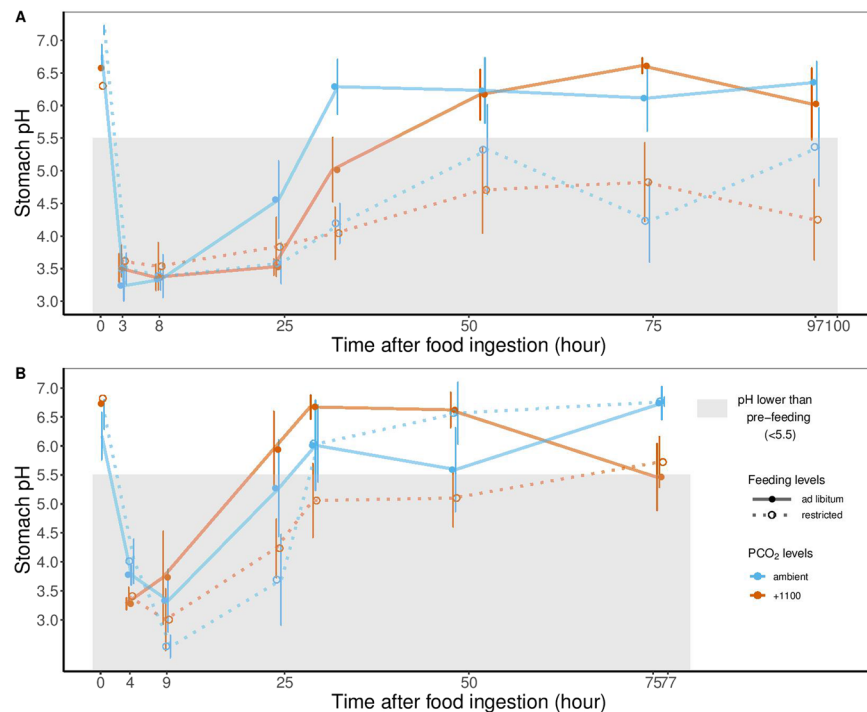 A
7.0
6.5
6.0
5.5
5.0
4.5
4.0
3.5
3.0
Stomach pH
0 3 8 25 50 75 97100
Time after food ingestion (hour)
B
7.0
6.5
6.0
5.5
5.0
4.5
4.0
3.5
3.0
Stomach pH
0 4 9 25 50 7577
Time after food ingestion (hour)
pH lower than
pre-feeding
(<5.5)
Feeding levels
ad libitum
restricted
PCO₂ levels
ambient
+1100